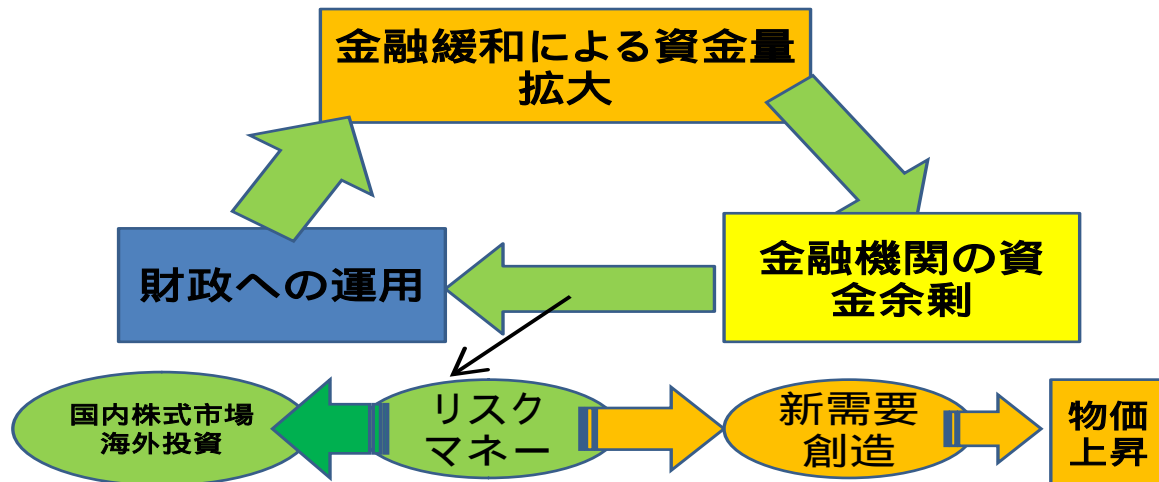 金融緩和による資金量
拡大
財政への運用
金融機関の資
金余剰
国内株式市場
海外投資
リスク
マネー
新需要
創造
物価
上昇